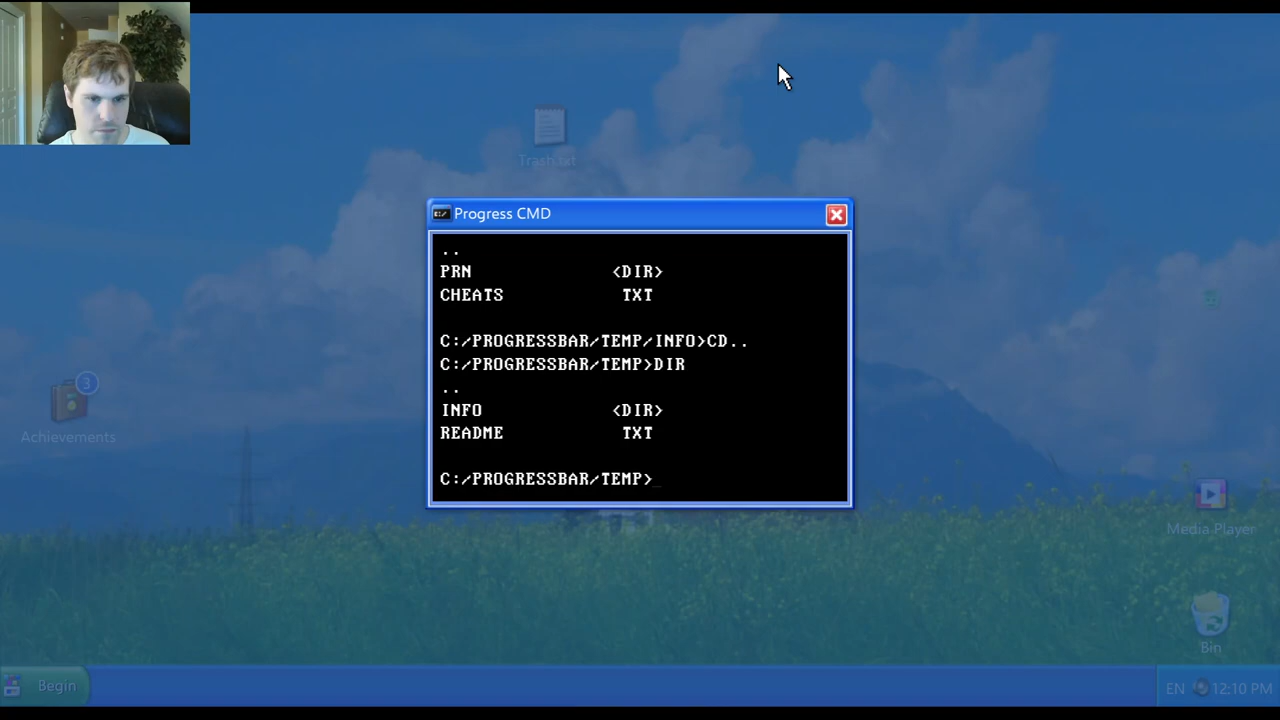 Trash.txt
Progress CMD
..
PRN <DIR>
CHEATS TXT
C:/PROGRESSBAR/TEMP/INFO>CD..
C:/PROGRESSBAR/TEMP>DIR
..
INFO <DIR>
README TXT
C:/PROGRESSBAR/TEMP>_
3
Achievements
Media Player
Bin
Begin
EN 12:10 PM